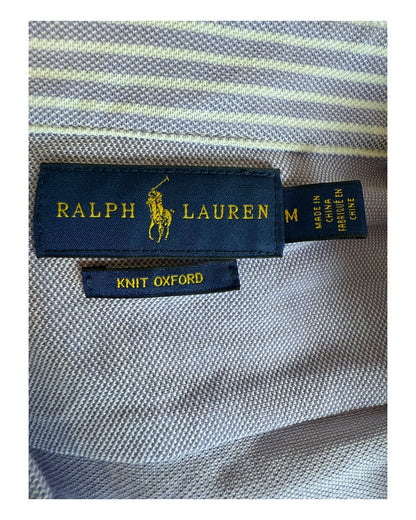 RALPH LAUREN
M
MADE IN
CHINA
FABRIQUÉ EN
CHINE
KNIT OXFORD